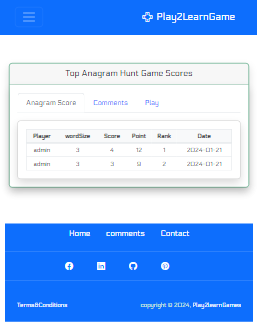 Play2LearnGame
Top Anagram Hunt Game Scores
Anagram Score Comments Play
Player wordSize Score Point Rank Date
admin 3 4 12 1 2024-01-21
admin 3 3 9 2 2024-01-21
Home comments Contact
Terms&Conditions copyright © 2024, Play2learnGames